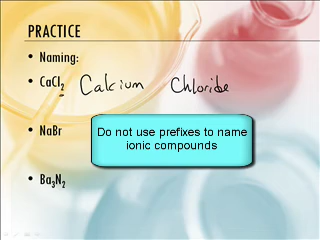 PRACTICE
• Naming:
• CaCl₂ Calcium Chloride
• NaBr
Do not use prefixes to name
ionic compounds
• Ba₃N₂